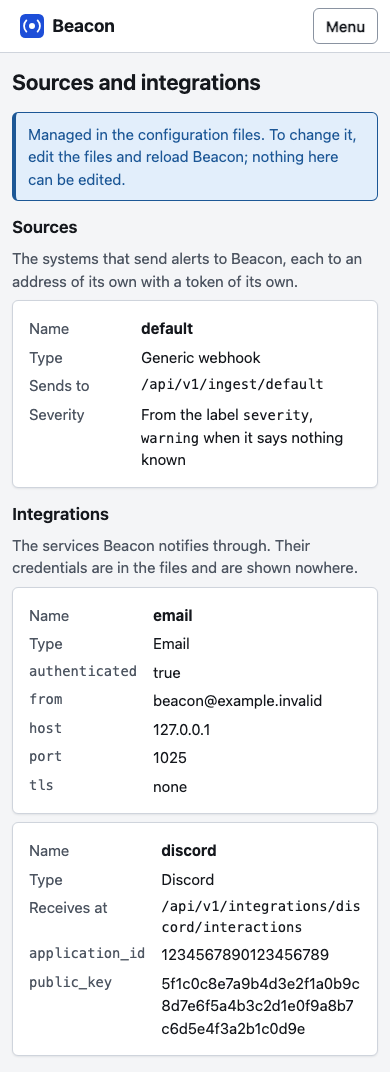 Beacon
Menu
Sources and integrations
Managed in the configuration files. To change it,
edit the files and reload Beacon; nothing here
can be edited.
Sources
The systems that send alerts to Beacon, each to an
address of its own with a token of its own.
Name default
Type Generic webhook
Sends to /api/v1/ingest/default
Severity From the label severity,
warning when it says nothing
known
Integrations
The services Beacon notifies through. Their
credentials are in the files and are shown nowhere.
Name email
Type Email
authenticated true
from beacon@example.invalid
host 127.0.0.1
port 1025
tls none
Name discord
Type Discord
Receives at /api/v1/integrations/dis
cord/interactions
application_id 1234567890123456789
public_key 5f1c0c8e7a9b4d3e2f1a0b9c
8d7e6f5a4b3c2d1e0f9a8b7
c6d5e4f3a2b1c0d9e